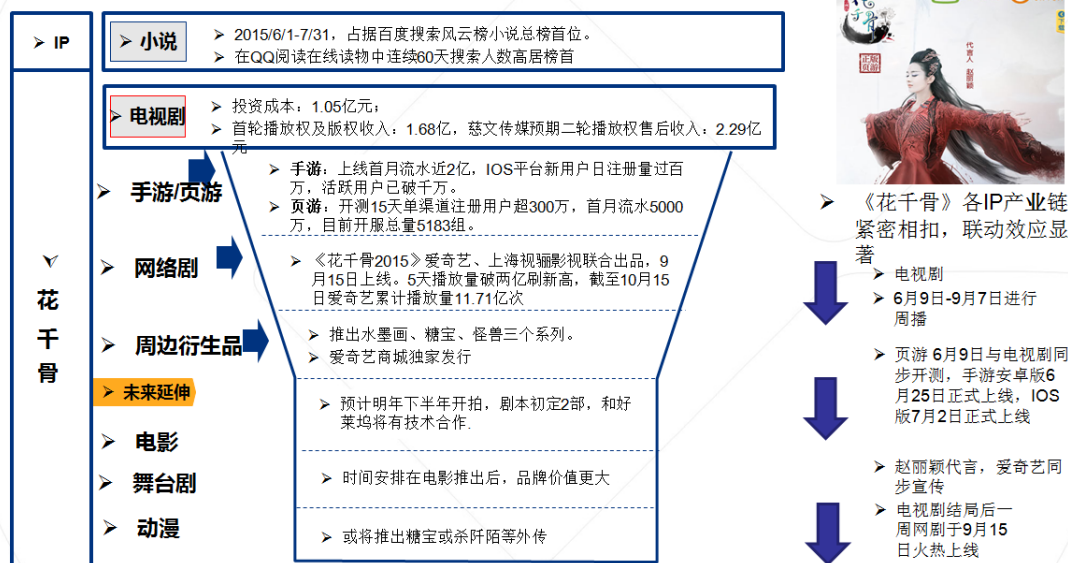 IP
小说
2015/6/1-7/31，占据百度搜索风云榜小说总榜首位。
在QQ阅读在线读物中连续60天搜索人数高居榜首
电视剧
投资成本：1.05亿元；
首轮播放权及版权收入：1.68亿，慈文传媒预期二轮播放权售后收入：2.29亿
元
花
千
骨
手游/页游
手游：上线首月流水近2亿，IOS平台新用户日注册量过百
万，活跃用户已破千万。
页游：开测15天单渠道注册用户超300万，首月流水5000
万，目前开服总量5183组。
网络剧
《花千骨2015》爱奇艺、上海视骊影视联合出品，9
月15日上线。5天播放量破两亿刷新高，截至10月15
日爱奇艺累计播放量11.71亿次
周边衍生品
推出水墨画、糖宝、怪兽三个系列。
爱奇艺商城独家发行
未来延伸
电影
预计明年下半年开拍，剧本初定2部，和好
莱坞将有技术合作.
舞台剧
时间安排在电影推出后，品牌价值更大
动漫
或将推出糖宝或杀阡陌等外传
正版
页游
代言人 赵丽颖
《花千骨》各IP产业链
紧密相扣，联动效应显
著
电视剧
6月9日-9月7日进行
周播
页游 6月9日与电视剧同
步开测，手游安卓版6
月25日正式上线，IOS
版7月2日正式上线
赵丽颖代言，爱奇艺同
步宣传
电视剧结局后一
周网剧于9月15
日火热上线